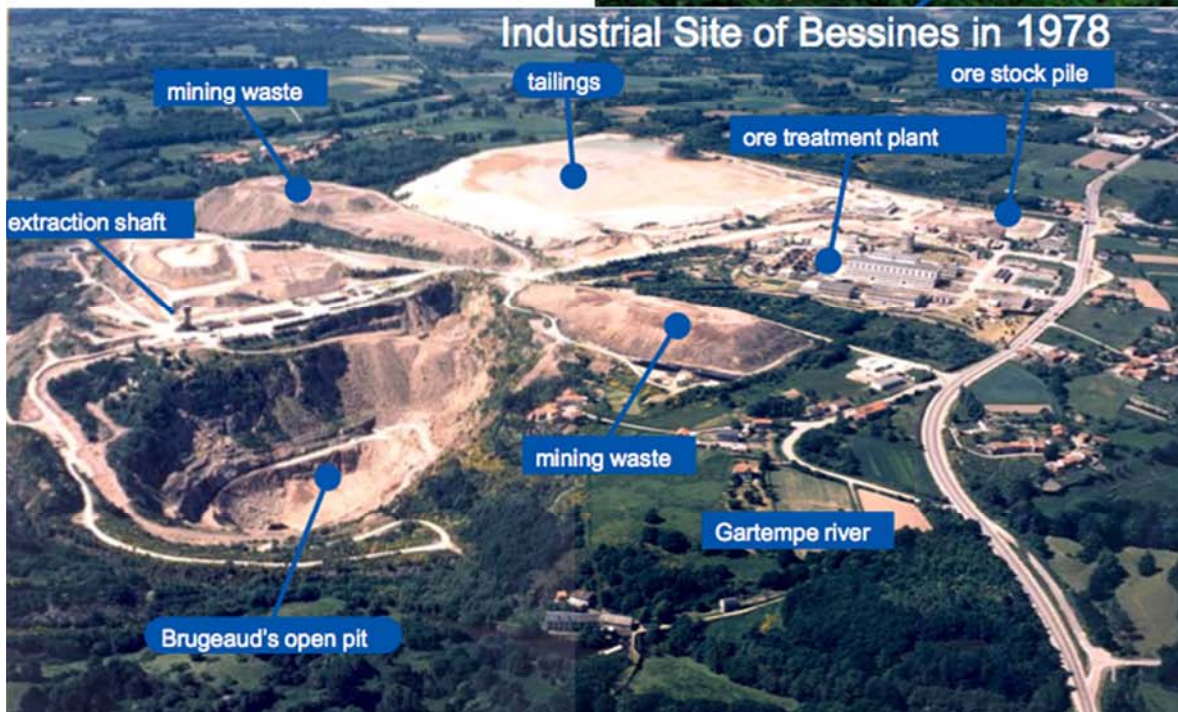 Industrial Site of Bessines in 1978
mining waste
tailings
ore stock pile
ore treatment plant
extraction shaft
mining waste
Gartempe river
Brugeaud's open pit